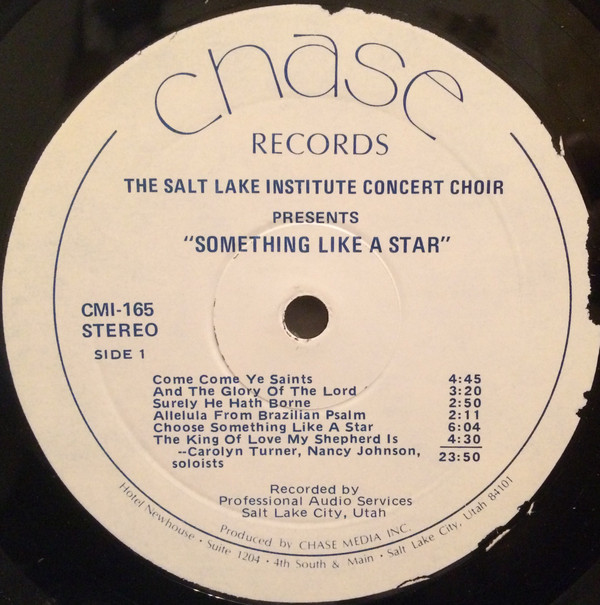 chase
RECORDS
THE SALT LAKE INSTITUTE CONCERT CHOIR
PRESENTS
"SOMETHING LIKE A STAR"
CMI-165
STEREO
SIDE 1
Come Come Ye Saints 4:45
And The Glory Of The Lord 3:20
Surely He Hath Borne 2:50
Allelula From Brazilian Psalm 2:11
Choose Something Like A Star 6:04
The King Of Love My Shepherd Is 4:30
--Carolyn Turner, Nancy Johnson, 23:50
soloists
Recorded by
Professional Audio Services
Salt Lake City, Utah
Produced by CHASE MEDIA INC.
Hotel Newhouse • Suite 1204 • 4th South & Main • Salt Lake City, Utah 84101